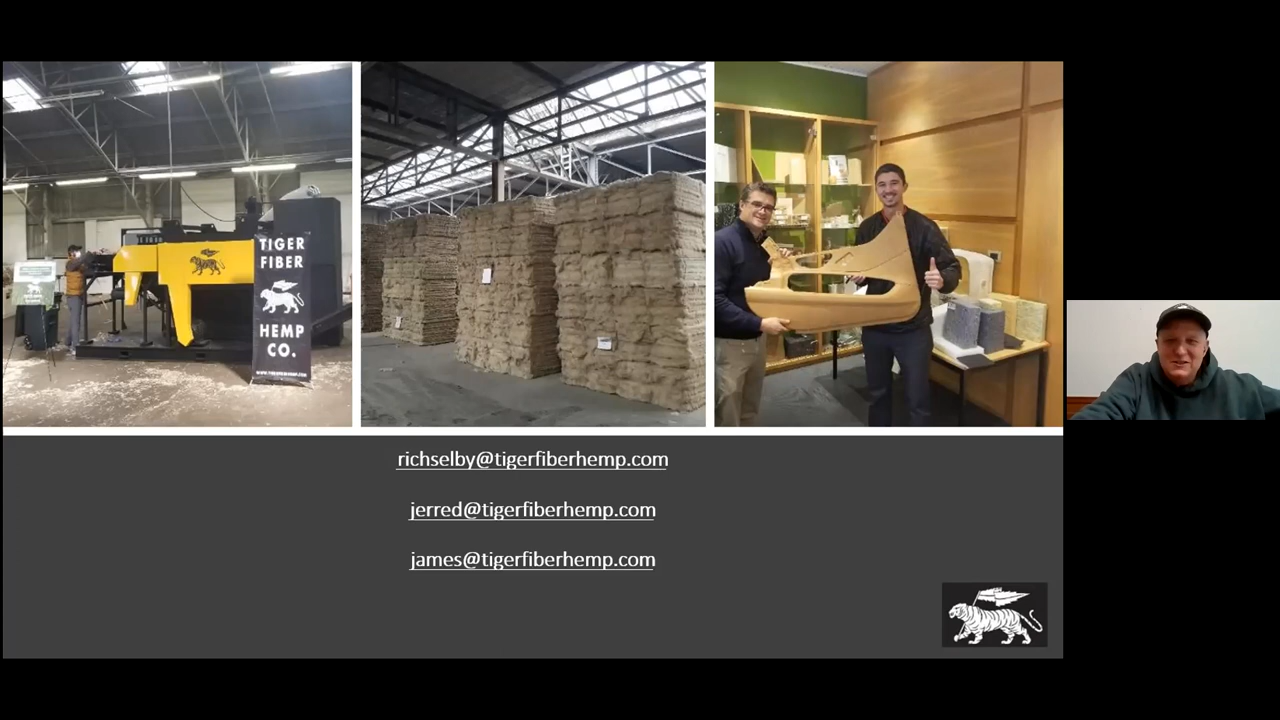 TIGER
FIBER
HEMP
CO.
richselby@tigerfiberhemp.com
jerred@tigerfiberhemp.com
james@tigerfiberhemp.com